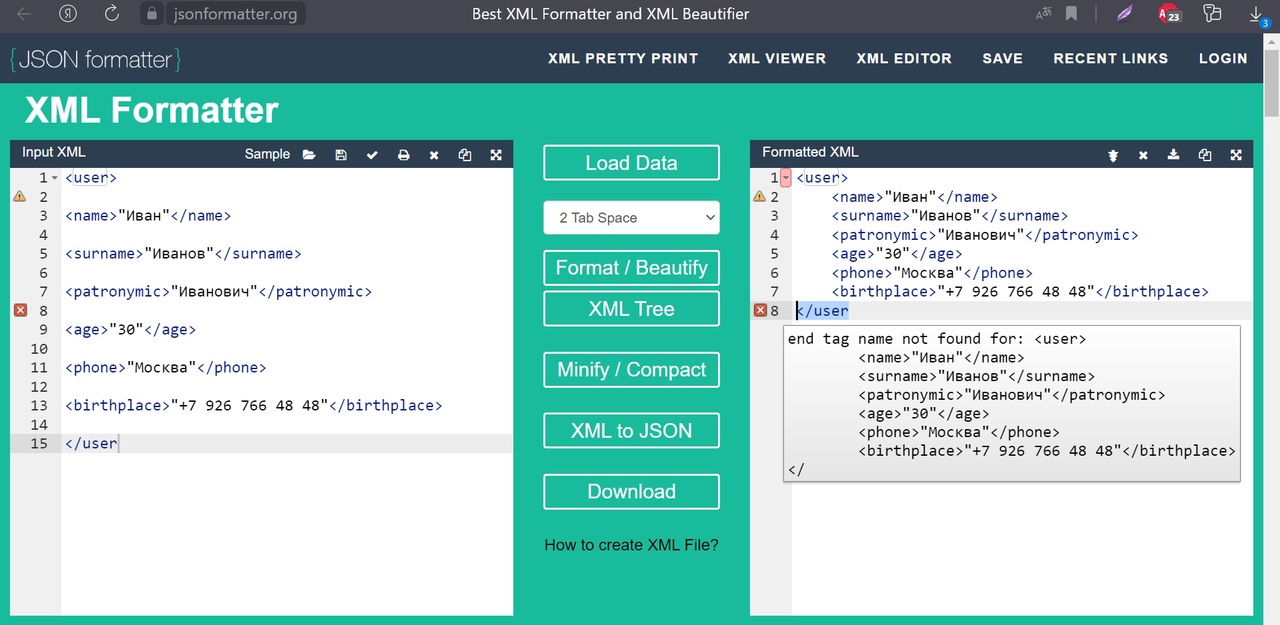 jsonformatter.org
Best XML Formatter and XML Beautifier
23
3
{JSON formatter}
XML PRETTY PRINT
XML VIEWER
XML EDITOR
SAVE
RECENT LINKS
LOGIN
XML Formatter
Input XML
Sample
1 <user>
2
3 <name>"Иван"</name>
4
5 <surname>"Иванов"</surname>
6
7 <patronymic>"Иванович"</patronymic>
8
9 <age>"30"</age>
10
11 <phone>"Москва"</phone>
12
13 <birthplace>"+7 926 766 48 48"</birthplace>
14
15 </user
Load Data
2 Tab Space
Format / Beautify
XML Tree
Minify / Compact
XML to JSON
Download
How to create XML File?
Formatted XML
1 <user>
2 <name>"Иван"</name>
3 <surname>"Иванов"</surname>
4 <patronymic>"Иванович"</patronymic>
5 <age>"30"</age>
6 <phone>"Москва"</phone>
7 <birthplace>"+7 926 766 48 48"</birthplace>
8 </user
end tag name not found for: <user>
<name>"Иван"</name>
<surname>"Иванов"</surname>
<patronymic>"Иванович"</patronymic>
<age>"30"</age>
<phone>"Москва"</phone>
<birthplace>"+7 926 766 48 48"</birthplace>
</